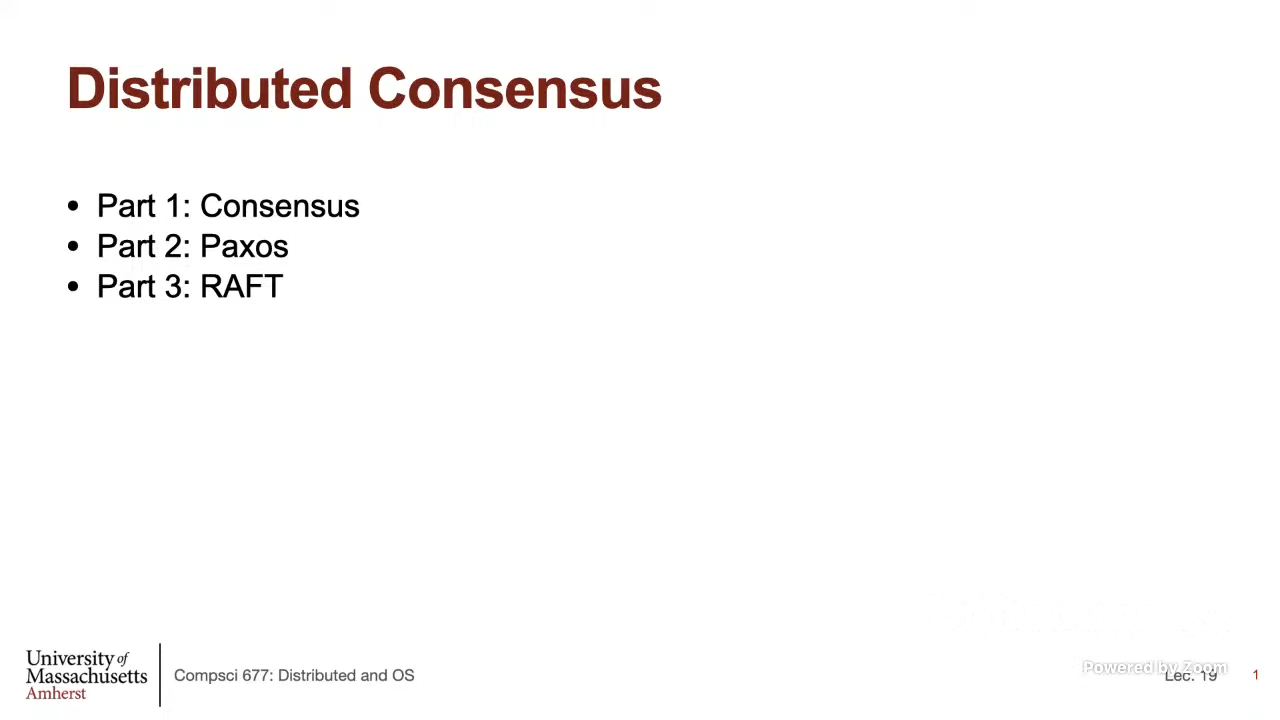 Distributed Consensus
• Part 1: Consensus
• Part 2: Paxos
• Part 3: RAFT
University of
Massachusetts
Amherst
Compsci 677: Distributed and OS
Powered by Zoom
Lec. 19
1